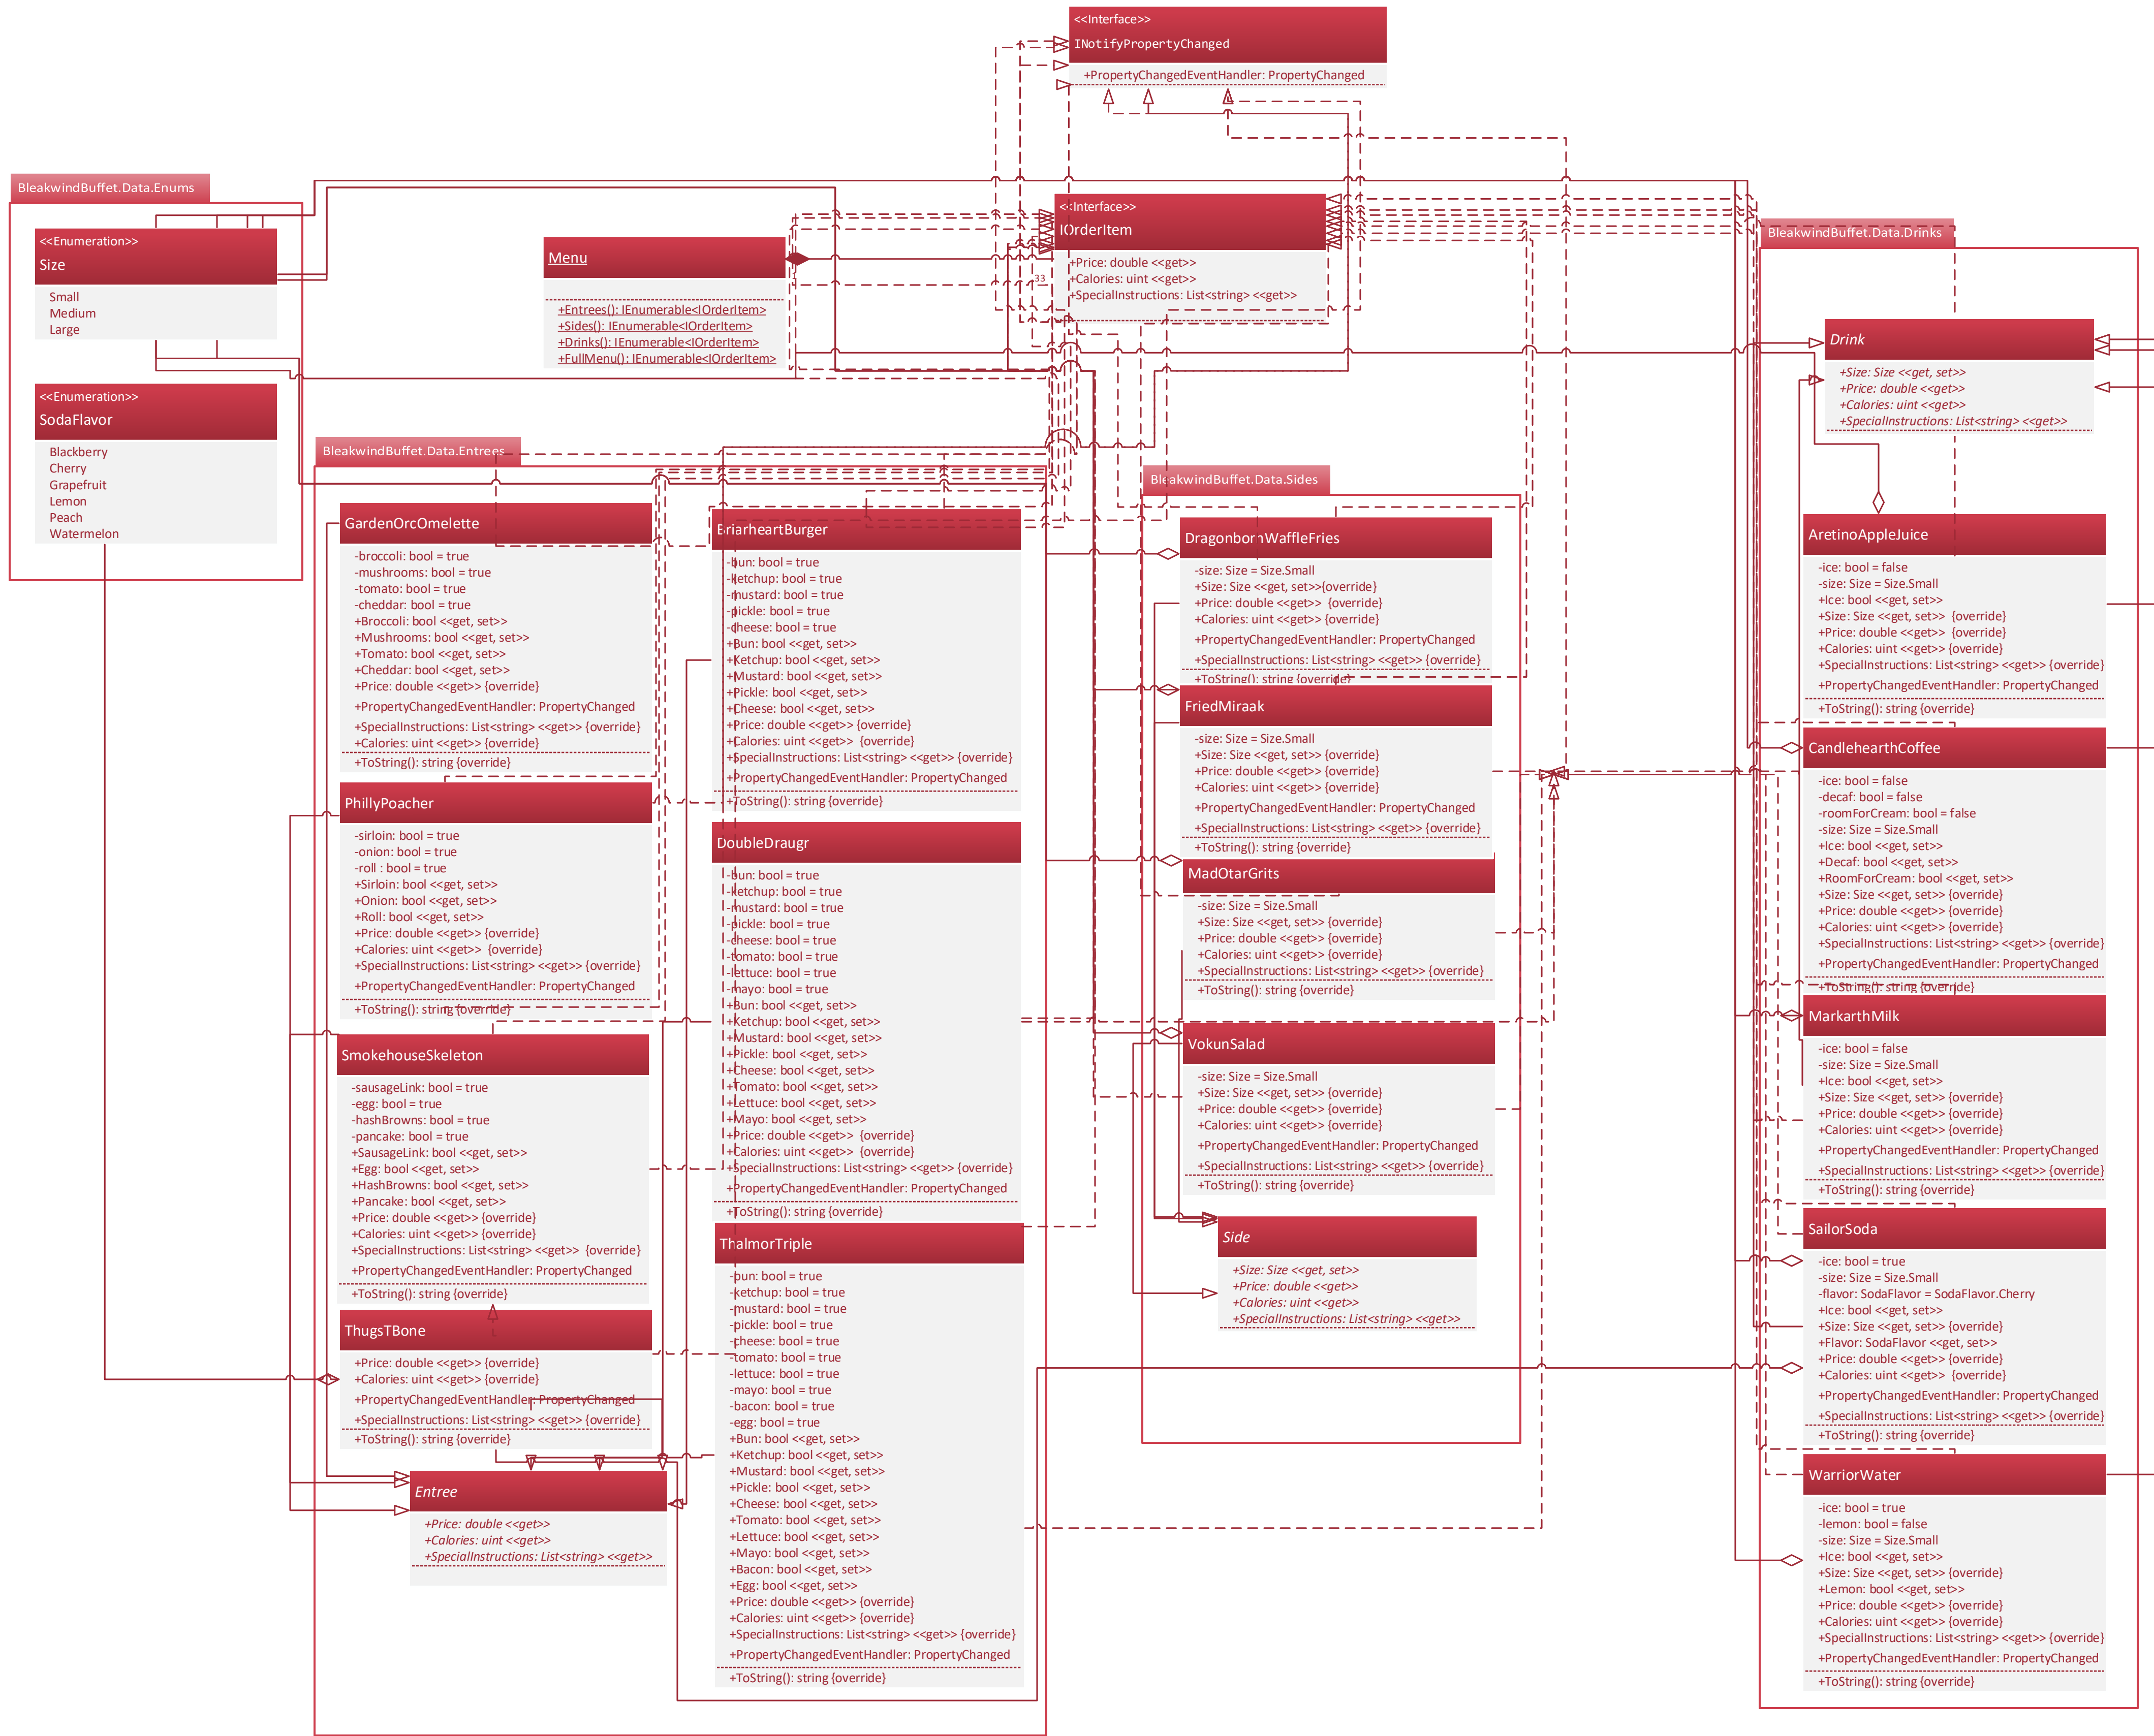 <<Interface>>
INotifyPropertyChanged
+PropertyChangedEventHandler: PropertyChanged
BleakwindBuffet.Data.Enums
<<Enumeration>>
Size
Small
Medium
Large
<<Enumeration>>
SodaFlavor
Blackberry
Cherry
Grapefruit
Lemon
Peach
Watermelon
Menu
+Entrees(): IEnumerable<IOrderItem>
+Sides(): IEnumerable<IOrderItem>
+Drinks(): IEnumerable<IOrderItem>
+FullMenu(): IEnumerable<IOrderItem>
33
<<Interface>>
IOrderItem
+Price: double <<get>>
+Calories: uint <<get>>
+SpecialInstructions: List<string> <<get>>
BleakwindBuffet.Data.Entrees
GardenOrcOmelette
-broccoli: bool = true
-mushrooms: bool = true
-tomato: bool = true
-cheddar: bool = true
+Broccoli: bool <<get, set>>
+Mushrooms: bool <<get, set>>
+Tomato: bool <<get, set>>
+Cheddar: bool <<get, set>>
+Price: double <<get>> {override}
+PropertyChangedEventHandler: PropertyChanged
+SpecialInstructions: List<string> <<get>> {override}
+Calories: uint <<get>> {override}
+ToString(): string {override}
PhillyPoacher
-sirloin: bool = true
-onion: bool = true
-roll : bool = true
+Sirloin: bool <<get, set>>
+Onion: bool <<get, set>>
+Roll: bool <<get, set>>
+Price: double <<get>> {override}
+Calories: uint <<get>>  {override}
+SpecialInstructions: List<string> <<get>> {override}
+PropertyChangedEventHandler: PropertyChanged
+ToString(): string {override}
SmokehouseSkeleton
-sausageLink: bool = true
-egg: bool = true
-hashBrowns: bool = true
-pancake: bool = true
+SausageLink: bool <<get, set>>
+Egg: bool <<get, set>>
+HashBrowns: bool <<get, set>>
+Pancake: bool <<get, set>>
+Price: double <<get>> {override}
+Calories: uint <<get>> {override}
+SpecialInstructions: List<string> <<get>>  {override}
+PropertyChangedEventHandler: PropertyChanged
+ToString(): string {override}
ThugsTBone
+Price: double <<get>> {override}
+Calories: uint <<get>> {override}
+PropertyChangedEventHandler: PropertyChanged
+SpecialInstructions: List<string> <<get>> {override}
+ToString(): string {override}
Entree
+Price: double <<get>>
+Calories: uint <<get>>
+SpecialInstructions: List<string> <<get>>
BriarheartBurger
-bun: bool = true
-ketchup: bool = true
-mustard: bool = true
-pickle: bool = true
-cheese: bool = true
+Bun: bool <<get, set>>
+Ketchup: bool <<get, set>>
+Mustard: bool <<get, set>>
+Pickle: bool <<get, set>>
+Cheese: bool <<get, set>>
+Price: double <<get>> {override}
+Calories: uint <<get>>  {override}
+SpecialInstructions: List<string> <<get>> {override}
+PropertyChangedEventHandler: PropertyChanged
+ToString(): string {override}
DoubleDraugr
-bun: bool = true
-ketchup: bool = true
-mustard: bool = true
-pickle: bool = true
-cheese: bool = true
-tomato: bool = true
-lettuce: bool = true
-mayo: bool = true
+Bun: bool <<get, set>>
+Ketchup: bool <<get, set>>
+Mustard: bool <<get, set>>
+Pickle: bool <<get, set>>
+Cheese: bool <<get, set>>
+Tomato: bool <<get, set>>
+Lettuce: bool <<get, set>>
+Mayo: bool <<get, set>>
+Price: double <<get>>  {override}
+Calories: uint <<get>>  {override}
+SpecialInstructions: List<string> <<get>> {override}
+PropertyChangedEventHandler: PropertyChanged
+ToString(): string {override}
ThalmorTriple
-bun: bool = true
-ketchup: bool = true
-mustard: bool = true
-pickle: bool = true
-cheese: bool = true
-tomato: bool = true
-lettuce: bool = true
-mayo: bool = true
-bacon: bool = true
-egg: bool = true
+Bun: bool <<get, set>>
+Ketchup: bool <<get, set>>
+Mustard: bool <<get, set>>
+Pickle: bool <<get, set>>
+Cheese: bool <<get, set>>
+Tomato: bool <<get, set>>
+Lettuce: bool <<get, set>>
+Mayo: bool <<get, set>>
+Bacon: bool <<get, set>>
+Egg: bool <<get, set>>
+Price: double <<get>> {override}
+Calories: uint <<get>> {override}
+SpecialInstructions: List<string> <<get>> {override}
+PropertyChangedEventHandler: PropertyChanged
+ToString(): string {override}
BleakwindBuffet.Data.Sides
DragonbornWaffleFries
-size: Size = Size.Small
+Size: Size <<get, set>>{override}
+Price: double <<get>>  {override}
+Calories: uint <<get>> {override}
+PropertyChangedEventHandler: PropertyChanged
+SpecialInstructions: List<string> <<get>> {override}
+ToString(): string {override}
FriedMiraak
-size: Size = Size.Small
+Size: Size <<get, set>> {override}
+Price: double <<get>> {override}
+Calories: uint <<get>> {override}
+PropertyChangedEventHandler: PropertyChanged
+SpecialInstructions: List<string> <<get>> {override}
+ToString(): string {override}
MadOtarGrits
-size: Size = Size.Small
+Size: Size <<get, set>> {override}
+Price: double <<get>> {override}
+Calories: uint <<get>> {override}
+SpecialInstructions: List<string> <<get>> {override}
+ToString(): string {override}
VokunSalad
-size: Size = Size.Small
+Size: Size <<get, set>> {override}
+Price: double <<get>> {override}
+Calories: uint <<get>> {override}
+PropertyChangedEventHandler: PropertyChanged
+SpecialInstructions: List<string> <<get>> {override}
+ToString(): string {override}
Side
+Size: Size <<get, set>>
+Price: double <<get>>
+Calories: uint <<get>>
+SpecialInstructions: List<string> <<get>>
BleakwindBuffet.Data.Drinks
Drink
+Size: Size <<get, set>>
+Price: double <<get>>
+Calories: uint <<get>>
+SpecialInstructions: List<string> <<get>>
AretinoAppleJuice
-ice: bool = false
-size: Size = Size.Small
+Ice: bool <<get, set>>
+Size: Size <<get, set>>  {override}
+Price: double <<get>> {override}
+Calories: uint <<get>> {override}
+SpecialInstructions: List<string> <<get>> {override}
+PropertyChangedEventHandler: PropertyChanged
+ToString(): string {override}
CandlehearthCoffee
-ice: bool = false
-decaf: bool = false
-roomForCream: bool = false
-size: Size = Size.Small
+Ice: bool <<get, set>>
+Decaf: bool <<get, set>>
+RoomForCream: bool <<get, set>>
+Size: Size <<get, set>> {override}
+Price: double <<get>> {override}
+Calories: uint <<get>> {override}
+SpecialInstructions: List<string> <<get>> {override}
+PropertyChangedEventHandler: PropertyChanged
+ToString(): string {override}
MarkarthMilk
-ice: bool = false
-size: Size = Size.Small
+Ice: bool <<get, set>>
+Size: Size <<get, set>> {override}
+Price: double <<get>> {override}
+Calories: uint <<get>> {override}
+PropertyChangedEventHandler: PropertyChanged
+SpecialInstructions: List<string> <<get>> {override}
+ToString(): string {override}
SailorSoda
-ice: bool = true
-size: Size = Size.Small
-flavor: SodaFlavor = SodaFlavor.Cherry
+Ice: bool <<get, set>>
+Size: Size <<get, set>> {override}
+Flavor: SodaFlavor <<get, set>>
+Price: double <<get>> {override}
+Calories: uint <<get>>  {override}
+PropertyChangedEventHandler: PropertyChanged
+SpecialInstructions: List<string> <<get>> {override}
+ToString(): string {override}
WarriorWater
-ice: bool = true
-lemon: bool = false
-size: Size = Size.Small
+Ice: bool <<get, set>>
+Size: Size <<get, set>> {override}
+Lemon: bool <<get, set>>
+Price: double <<get>> {override}
+Calories: uint <<get>> {override}
+SpecialInstructions: List<string> <<get>> {override}
+PropertyChangedEventHandler: PropertyChanged
+ToString(): string {override}